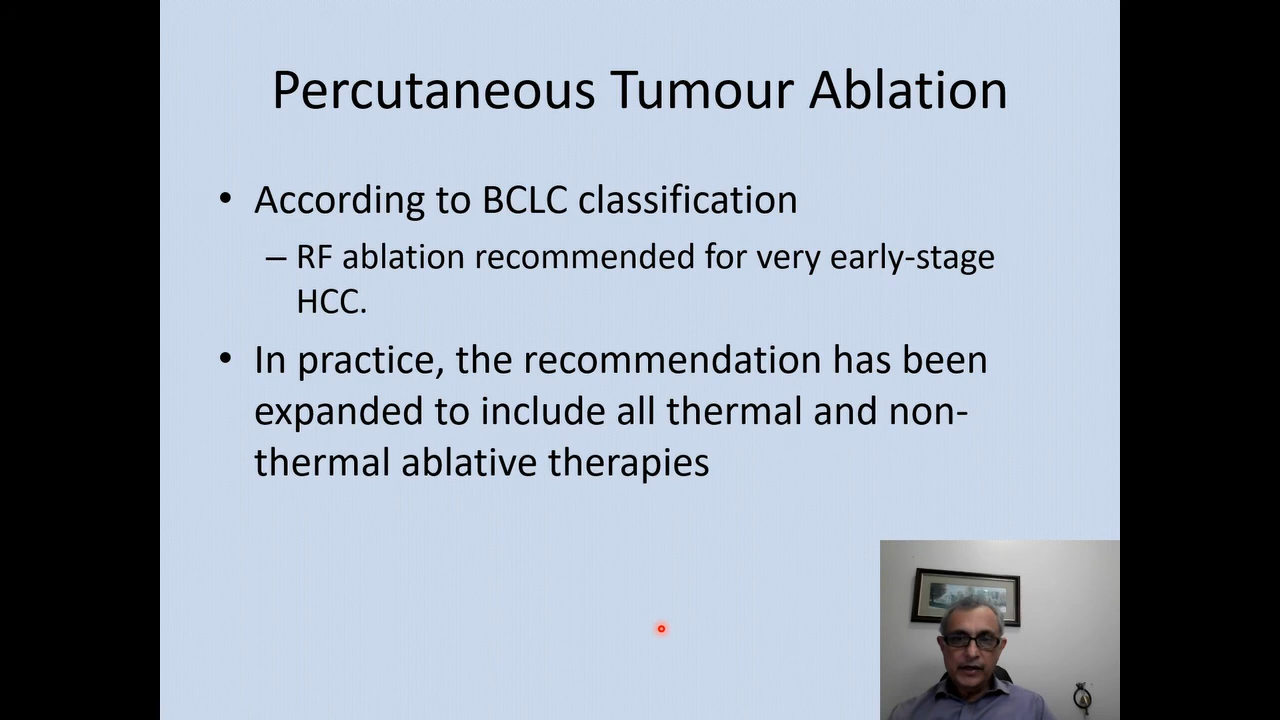 Percutaneous Tumour Ablation
• According to BCLC classification
– RF ablation recommended for very early-stage
HCC.
• In practice, the recommendation has been
expanded to include all thermal and non-
thermal ablative therapies